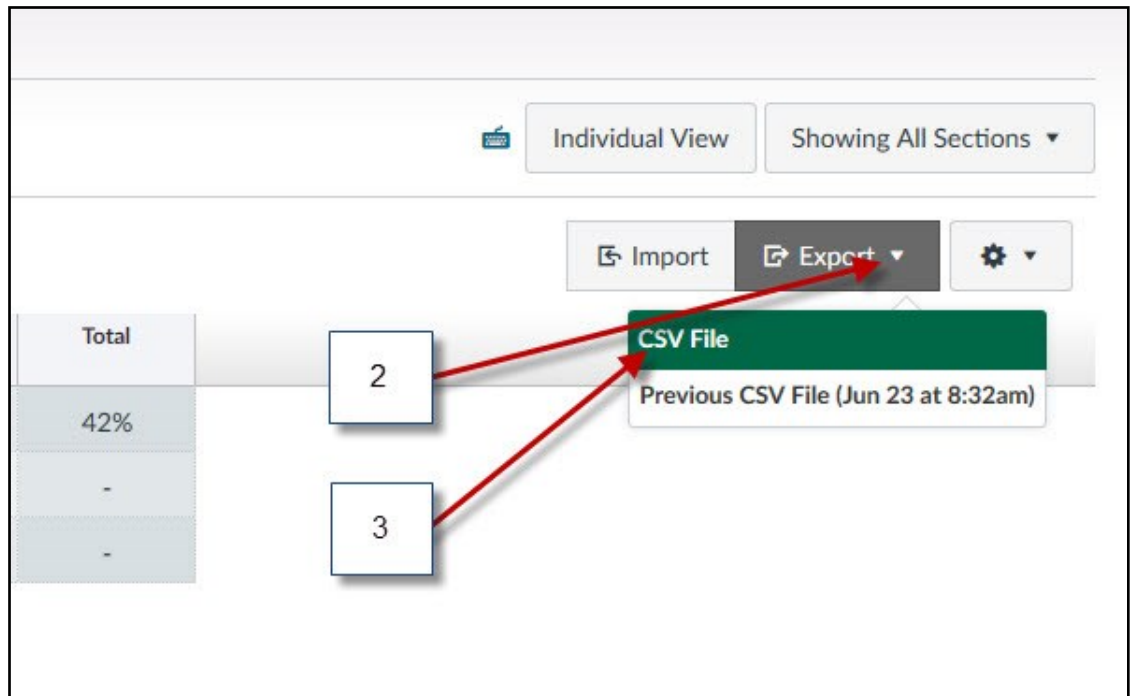 Individual View
Showing All Sections
Import
Export
Total
CSV File
2
Previous CSV File (Jun 23 at 8:32am)
42%
-
-
3